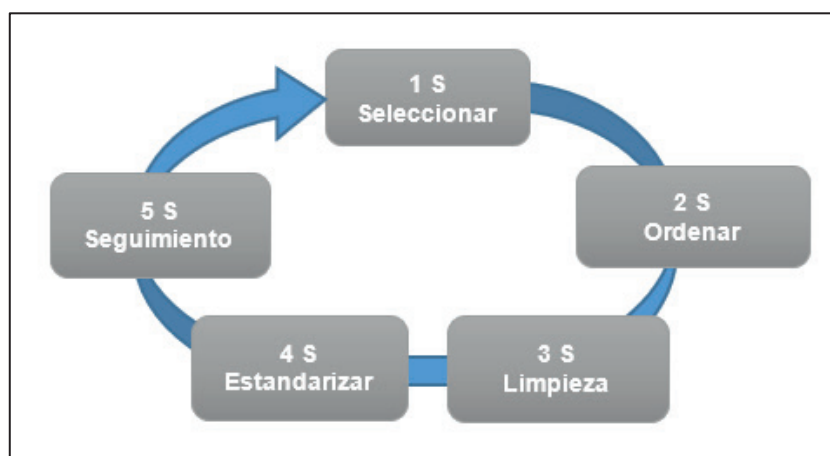 1 S
Seleccionar
2 S
Ordenar
3 S
Limpieza
4 S
Estandarizar
5 S
Seguimiento